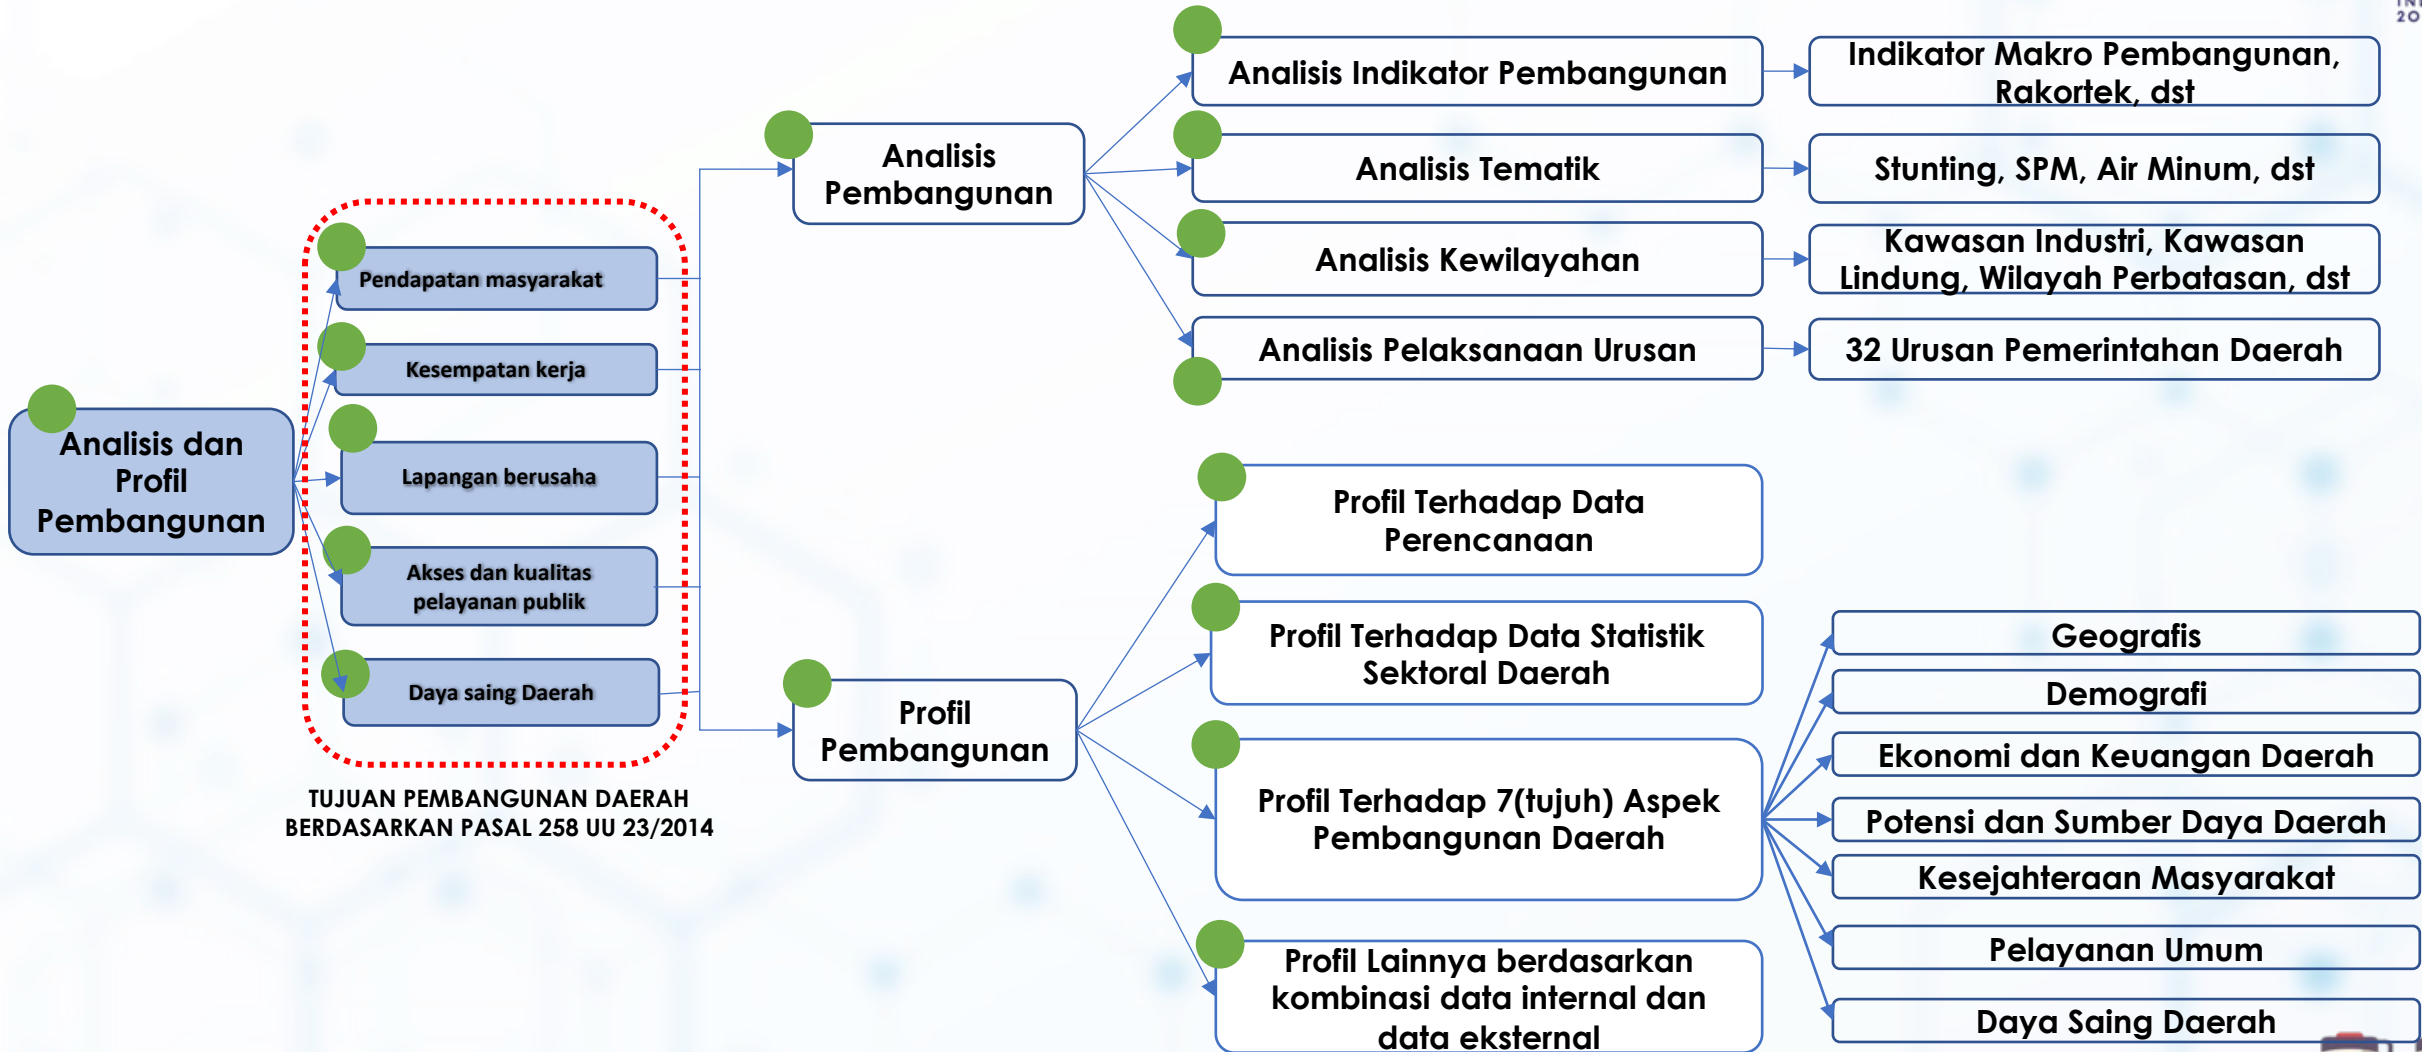 Analisis dan
Profil
Pembangunan
Pendapatan masyarakat
Kesempatan kerja
Lapangan berusaha
Akses dan kualitas
pelayanan publik
Daya saing Daerah
TUJUAN PEMBANGUNAN DAERAH
BERDASARKAN PASAL 258 UU 23/2014
Analisis
Pembangunan
Analisis Indikator Pembangunan
Indikator Makro Pembangunan,
Rakortek, dst
Analisis Tematik
Stunting, SPM, Air Minum, dst
Analisis Kewilayahan
Kawasan Industri, Kawasan
Lindung, Wilayah Perbatasan, dst
Analisis Pelaksanaan Urusan
32 Urusan Pemerintahan Daerah
Profil
Pembangunan
Profil Terhadap Data
Perencanaan
Profil Terhadap Data Statistik
Sektoral Daerah
Profil Terhadap 7(tujuh) Aspek
Pembangunan Daerah
Profil Lainnya berdasarkan
kombinasi data internal dan
data eksternal
Geografis
Demografi
Ekonomi dan Keuangan Daerah
Potensi dan Sumber Daya Daerah
Kesejahteraan Masyarakat
Pelayanan Umum
Daya Saing Daerah